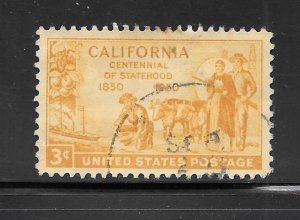 CALIFORNIA
CENTENNIAL
OF STATEHOOD
1850 1950
3¢ UNITED STATES POSTAGE